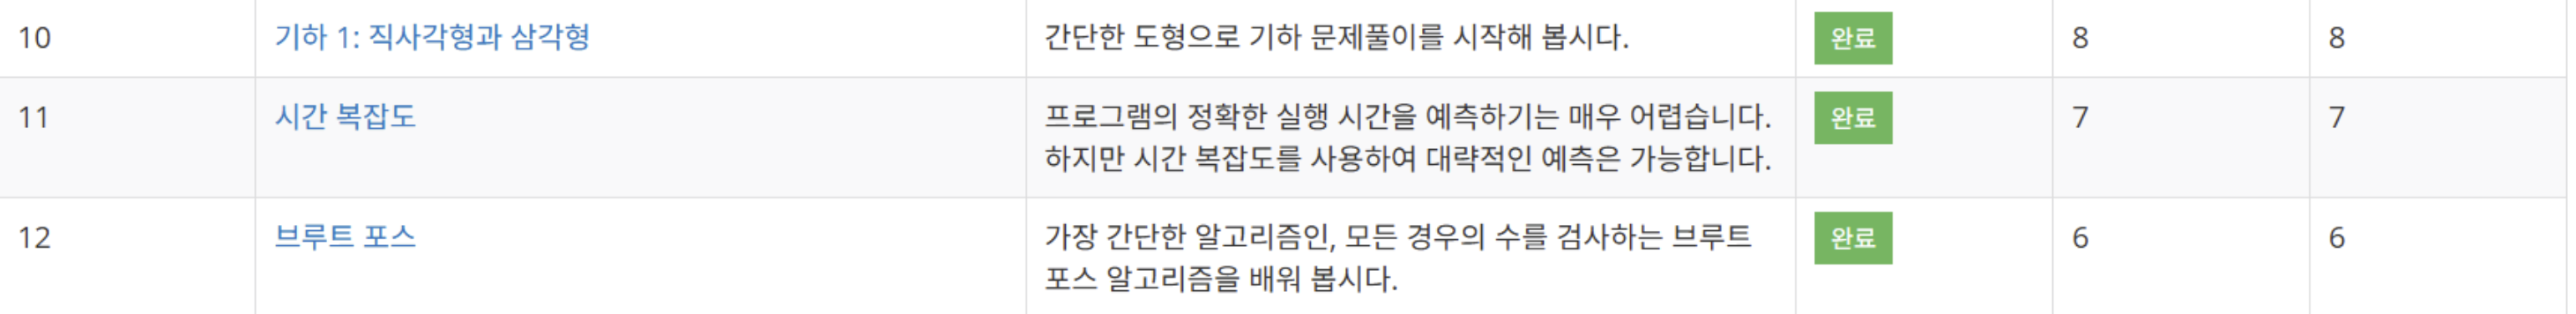 10 기하 1: 직사각형과 삼각형 간단한 도형으로 기하 문제풀이를 시작해 봅시다. 완료 8 8
11 시간 복잡도 프로그램의 정확한 실행 시간을 예측하기는 매우 어렵습니다. 완료 7 7
하지만 시간 복잡도를 사용하여 대략적인 예측은 가능합니다.
12 브루트 포스 가장 간단한 알고리즘인, 모든 경우의 수를 검사하는 브루트 완료 6 6
포스 알고리즘을 배워 봅시다.